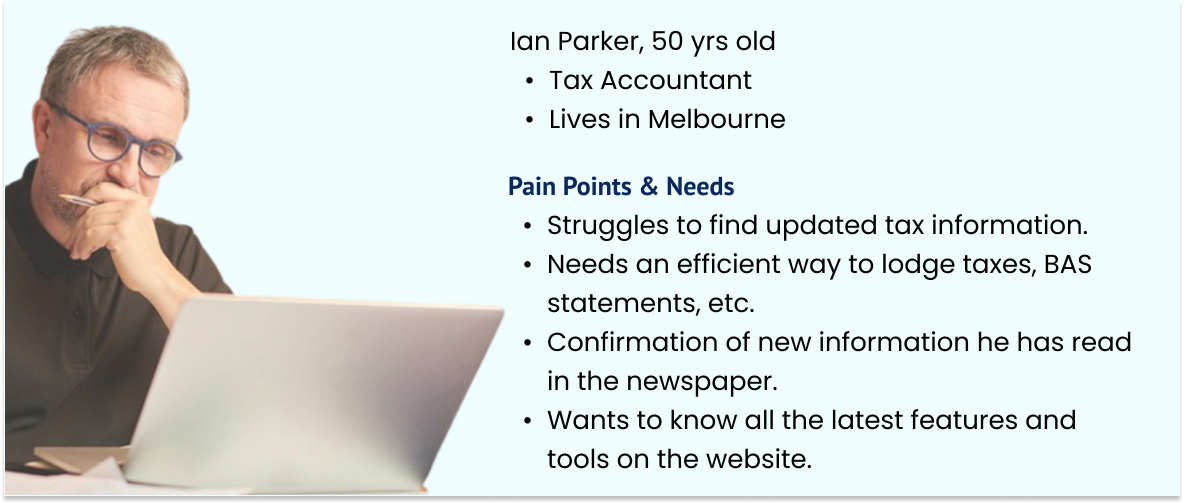 Ian Parker, 50 yrs old
• Tax Accountant
• Lives in Melbourne
Pain Points & Needs
• Struggles to find updated tax information.
• Needs an efficient way to lodge taxes, BAS
statements, etc.
• Confirmation of new information he has read
in the newspaper.
• Wants to know all the latest features and
tools on the website.